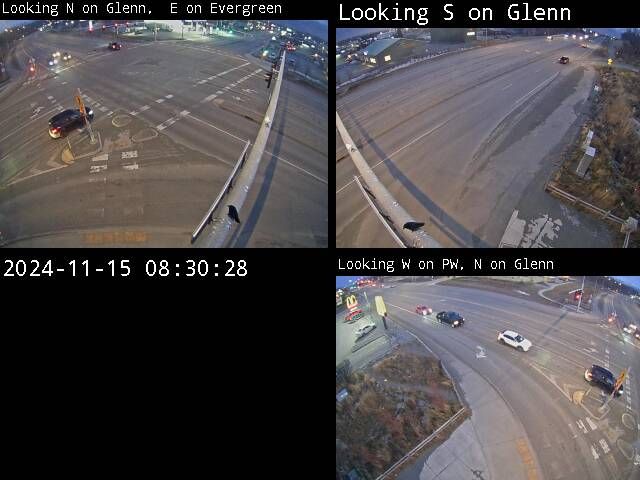 Looking N on Glenn, E on Evergreen
Looking S on Glenn
2024-11-15 08:30:28
Looking W on PW, N on Glenn